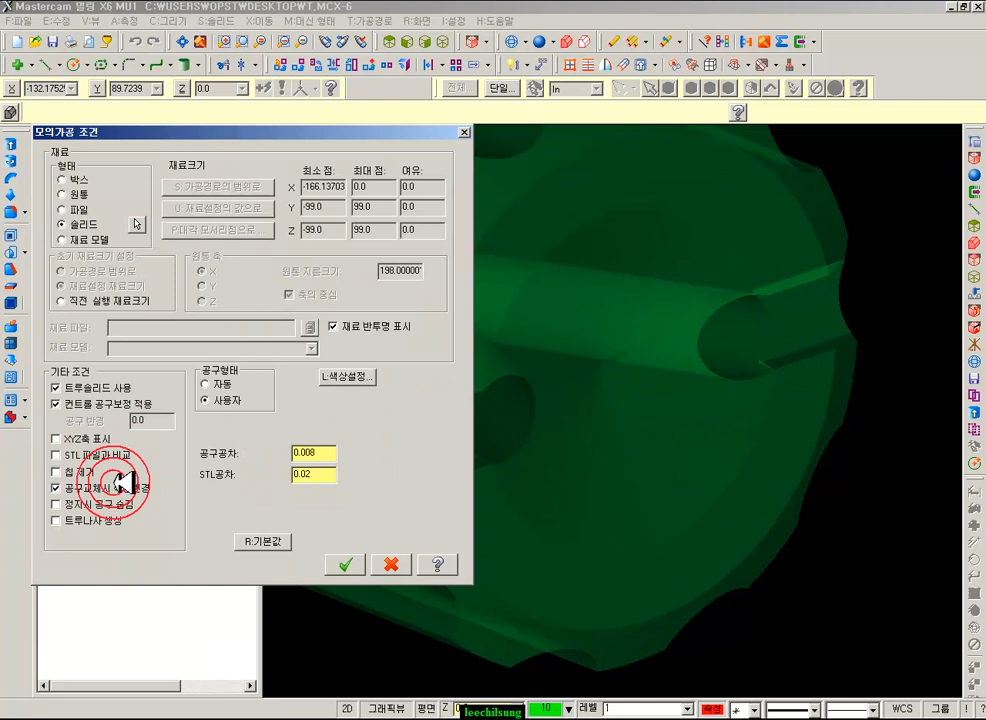 Mastercam 밀링 X6 MU1 C:\USERS\OPST\DESKTOP\WT,MCX-6
F:파일 E:수정 V:뷰 A:측정 C:그리기 S:솔리드 X:이동 M:머신 형태 T:가공경로 R:화면 I:설정 H:도움말
X -132.1752 Y 89.7239 Z 0.0 전체... 단일... In
모의가공 조건
재료
형태
박스
원통
파일
솔리드
재료 모델
재료크기
S: 가공경로의 범위로
U: 재료설정의 값으로
P:대각 모서리점으로 ...
최소 점: 최대 점: 여유:
X -166.13703 0.0 0.0
Y -99.0 99.0 0.0
Z -99.0 99.0 0.0
초기 재료크기 설정
가공경로 범위로
재료설정 재료크기
직전 실행 재료크기
원통 축
X
Y
Z
원통 지름크기 198.00000
축의 중심
재료 파일:
재료 반투명 표시
재료 모델:
기타 조건
트루솔리드 사용
컨트롤 공구보정 적용
공구 반경 0.0
XYZ축 표시
STL 파일과 비교
칩 제거
공구교체시 변경
정지시 공구 숨김
트루나사 생성
공구형태
자동
사용자
L:색상설정...
공구공차: 0.008
STL공차: 0.02
R:기본값
2D 그래픽뷰 평면 Z 10 레벨 1 속성 WCS 그룹 ! ?
leechilsung